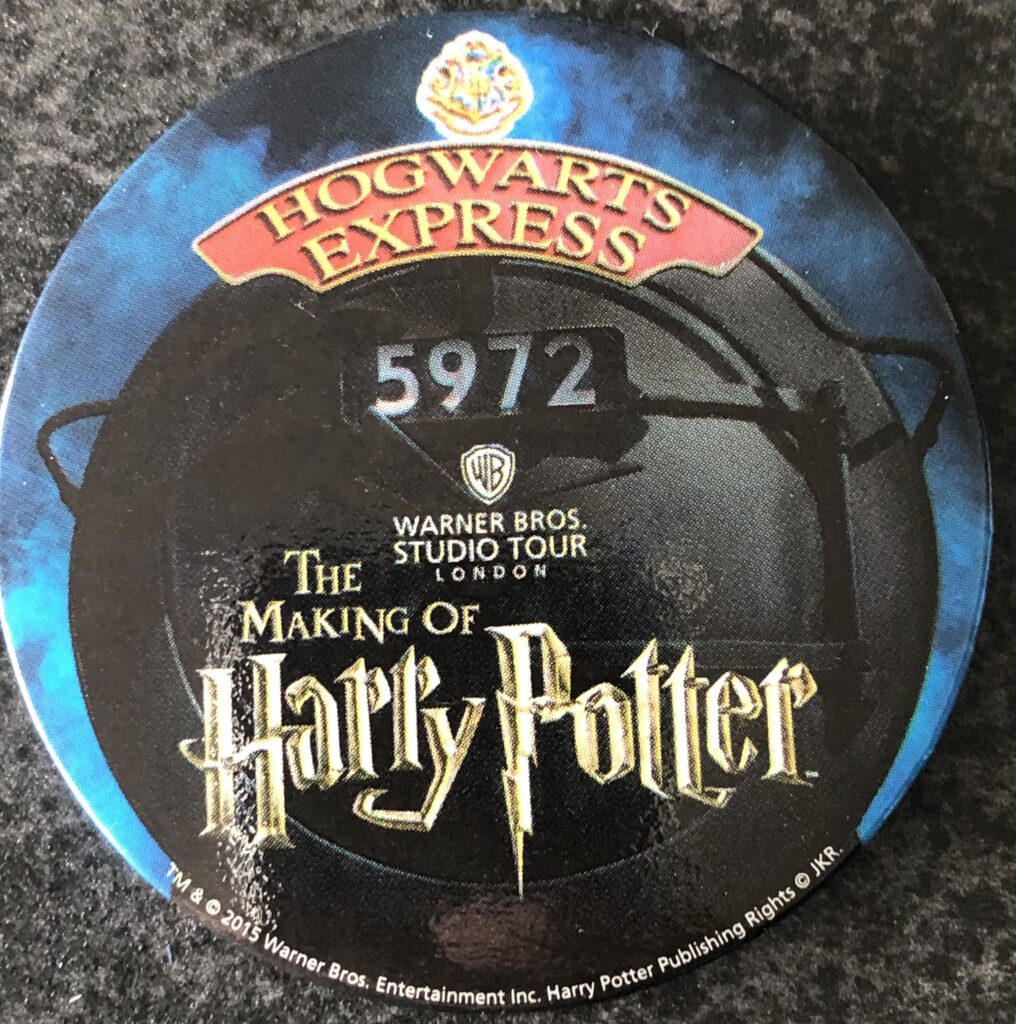 HOGWARTS
EXPRESS
5972
WB
WARNER BROS.
STUDIO TOUR
LONDON
THE
MAKING OF
Harry Potter
TM & © 2015 Warner Bros. Entertainment Inc. Harry Potter Publishing Rights © JKR.